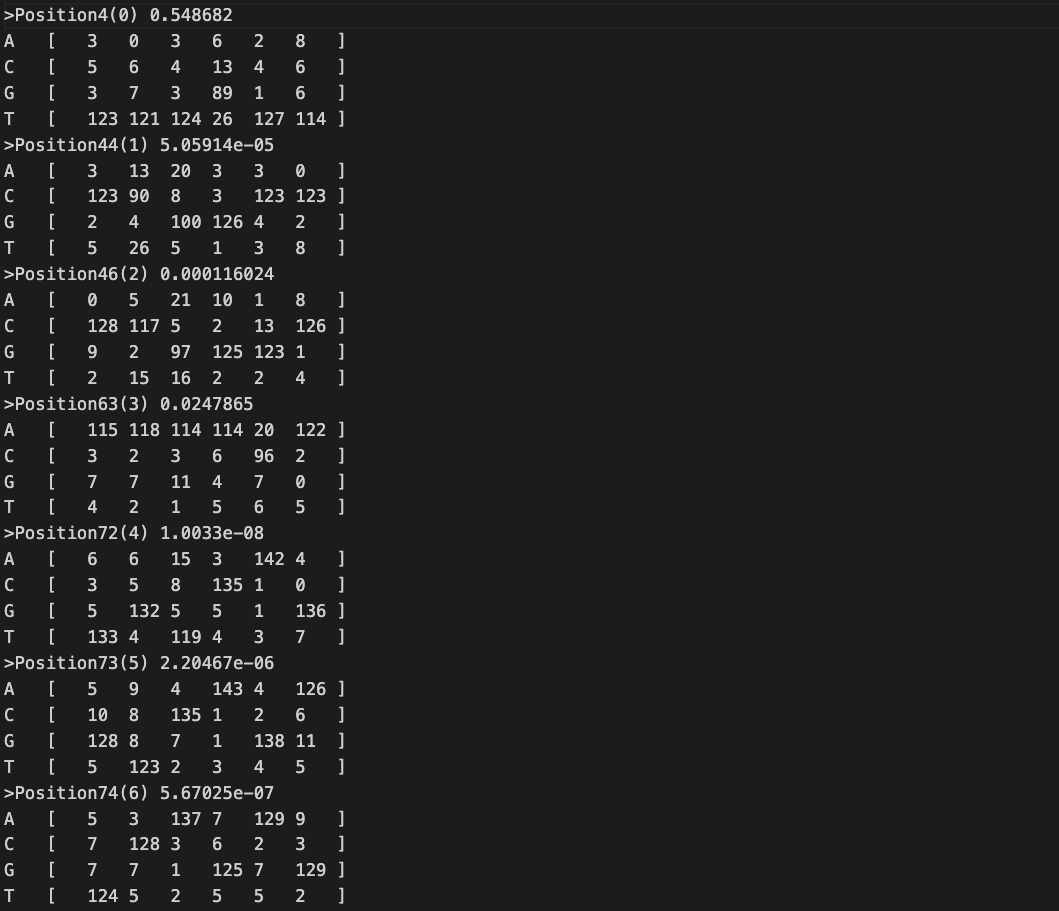 >Position4(0) 0.548682
A   [   3   0   3   6   2   8   ]
C   [   5   6   4   13  4   6   ]
G   [   3   7   3   89  1   6   ]
T   [   123 121 124 26  127 114 ]
>Position44(1) 5.05914e-05
A   [   3   13  20  3   3   0   ]
C   [   123 90  8   3   123 123 ]
G   [   2   4   100 126 4   2   ]
T   [   5   26  5   1   3   8   ]
>Position46(2) 0.000116024
A   [   0   5   21  10  1   8   ]
C   [   128 117 5   2   13  126 ]
G   [   9   2   97  125 123 1   ]
T   [   2   15  16  2   2   4   ]
>Position63(3) 0.0247865
A   [   115 118 114 114 20  122 ]
C   [   3   2   3   6   96  2   ]
G   [   7   7   11  4   7   0   ]
T   [   4   2   1   5   6   5   ]
>Position72(4) 1.0033e-08
A   [   6   6   15  3   142 4   ]
C   [   3   5   8   135 1   0   ]
G   [   5   132 5   5   1   136 ]
T   [   133 4   119 4   3   7   ]
>Position73(5) 2.20467e-06
A   [   5   9   4   143 4   126 ]
C   [   10  8   135 1   2   6   ]
G   [   128 8   7   1   138 11  ]
T   [   5   123 2   3   4   5   ]
>Position74(6) 5.67025e-07
A   [   5   3   137 7   129 9   ]
C   [   7   128 3   6   2   3   ]
G   [   7   7   1   125 7   129 ]
T   [   124 5   2   5   5   2   ]